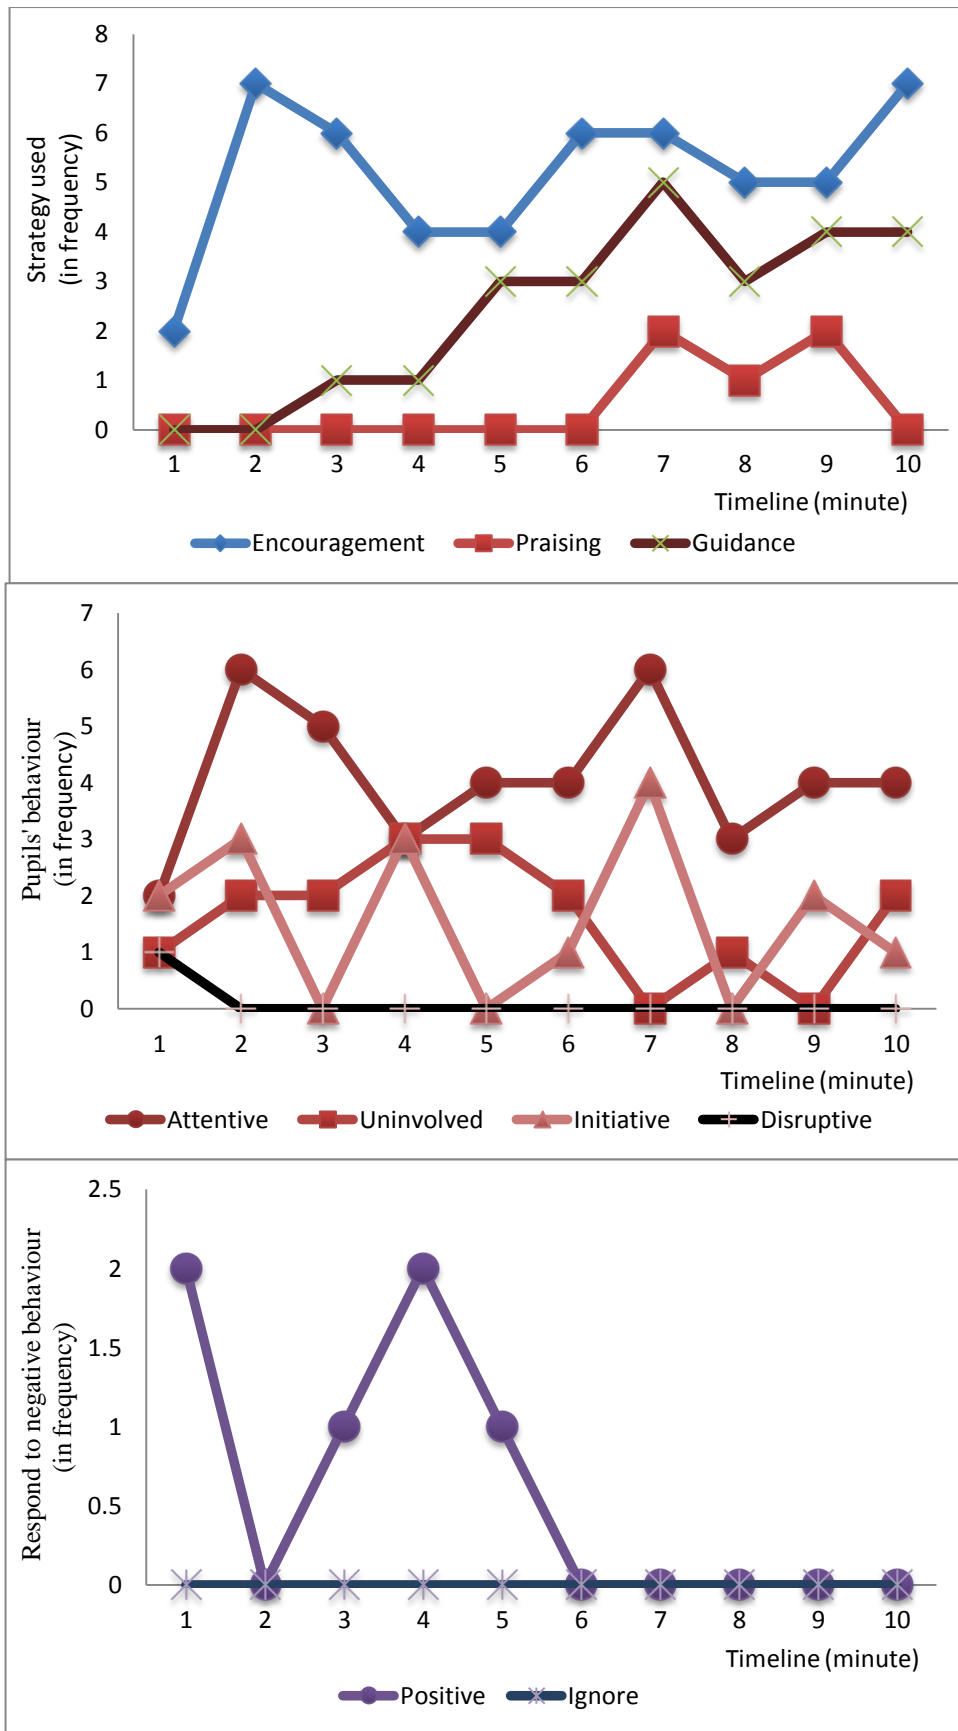 8
7
6
5
4
3
2
1
0
Strategy used
(in frequency)
1 2 3 4 5 6 7 8 9 10
Timeline (minute)
Encouragement Praising Guidance
7
6
5
4
3
2
1
0
Pupils' behaviour
(in frequency)
1 2 3 4 5 6 7 8 9 10
Timeline (minute)
Attentive Uninvolved Initiative Disruptive
2.5
2
1.5
1
0.5
0
Respond to negative behaviour
(in frequency)
1 2 3 4 5 6 7 8 9 10
Timeline (minute)
Positive Ignore